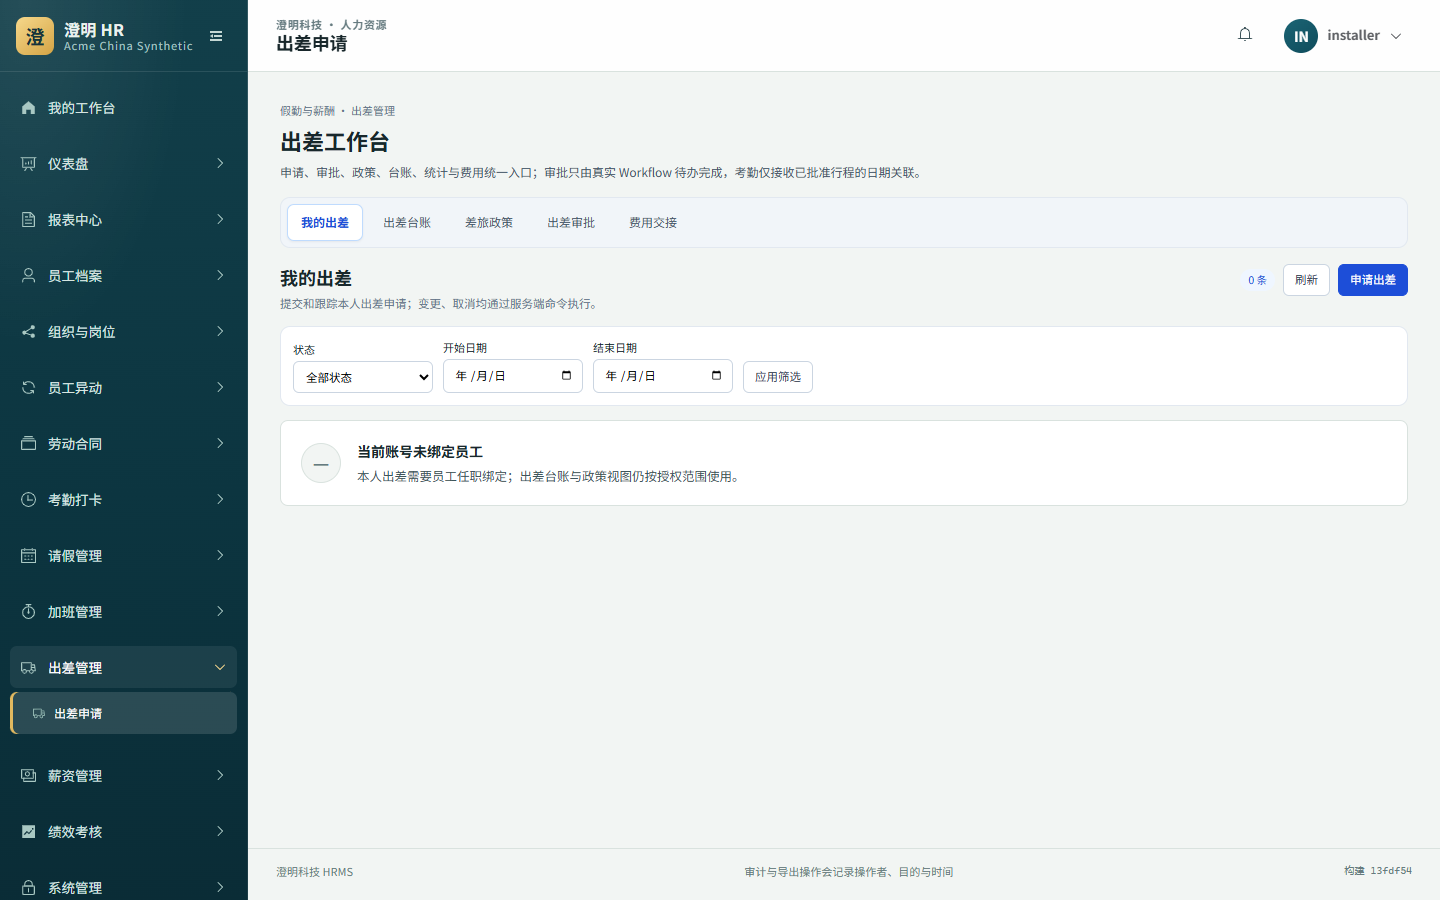 澄
澄明 HR
Acme China Synthetic
我的工作台
仪表盘
报表中心
员工档案
组织与岗位
员工异动
劳动合同
考勤打卡
请假管理
加班管理
出差管理
出差申请
薪资管理
绩效考核
系统管理
澄明科技 · 人力资源
出差申请
IN
installer
假勤与薪酬 · 出差管理
出差工作台
申请、审批、政策、台账、统计与费用统一入口；审批只由真实 Workflow 待办完成，考勤仅接收已批准行程的日期关联。
我的出差
出差台账
差旅政策
出差审批
费用交接
我的出差
0 条
刷新
申请出差
提交和跟踪本人出差申请；变更、取消均通过服务端命令执行。
状态
开始日期
结束日期
全部状态
年 /月/日
年 /月/日
应用筛选
当前账号未绑定员工
本人出差需要员工任职绑定；出差台账与政策视图仍按授权范围使用。
澄明科技 HRMS
审计与导出操作会记录操作者、目的与时间
构建 13fdf54